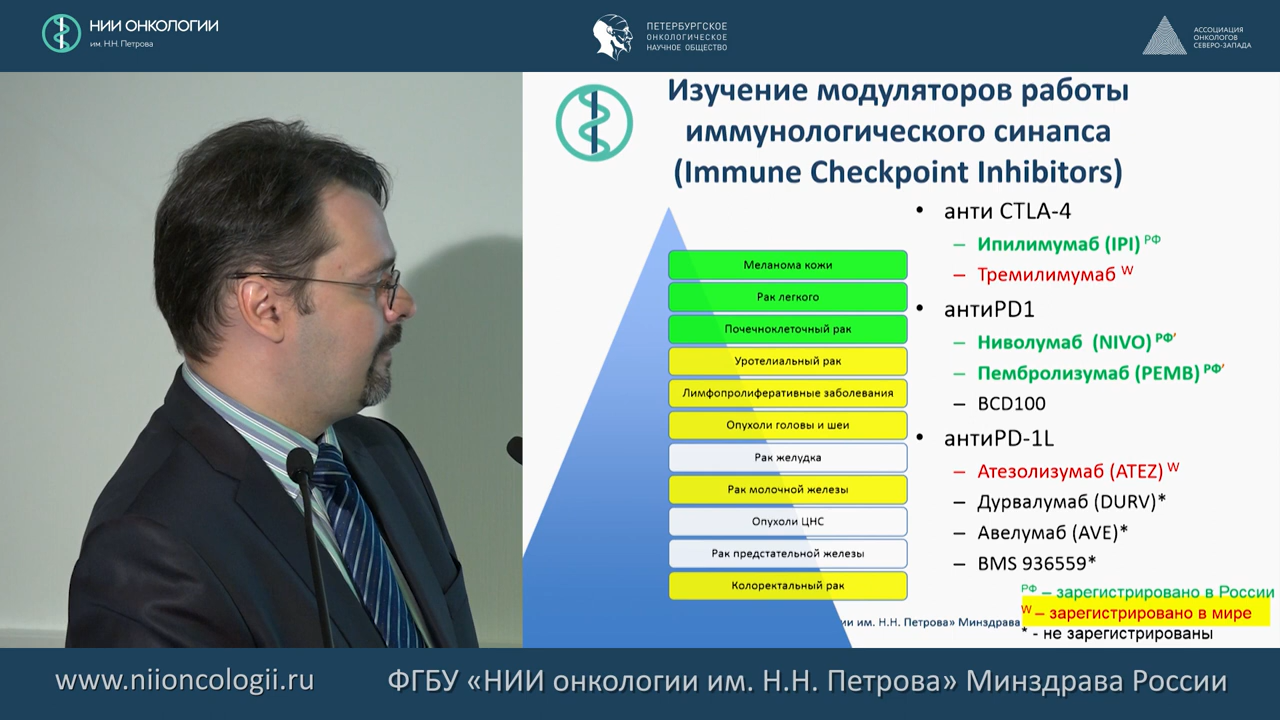 НИИ ОНКОЛОГИИ
им. Н.Н. Петрова
ПЕТЕРБУРГСКОЕ
ОНКОЛОГИЧЕСКОЕ
НАУЧНОЕ ОБЩЕСТВО
АССОЦИАЦИЯ
ОНКОЛОГОВ
СЕВЕРО-ЗАПАДА
Изучение модуляторов работы
иммунологического синапса
(Immune Checkpoint Inhibitors)
Меланома кожи
Рак легкого
Почечноклеточный рак
Уротелиальный рак
Лимфопролиферативные заболевания
Опухоли головы и шеи
Рак желудка
Рак молочной железы
Опухоли ЦНС
Рак предстательной железы
Колоректальный рак
• анти CTLA-4
– Ипилимумаб (IPI) РФ
– Тремилимумаб W
• антиPD1
– Ниволумаб (NIVO) РФ’
– Пембролизумаб (PEMB) РФ’
– BCD100
• антиPD-1L
– Атезолизумаб (ATEZ) W
– Дурвалумаб (DURV)*
– Авелумаб (AVE)*
– BMS 936559*
РФ – зарегистрировано в России
W – зарегистрировано в мире
* - не зарегистрированы
ии им. Н.Н. Петрова» Минздрава
www.niioncologii.ru
ФГБУ «НИИ онкологии им. Н.Н. Петрова» Минздрава России